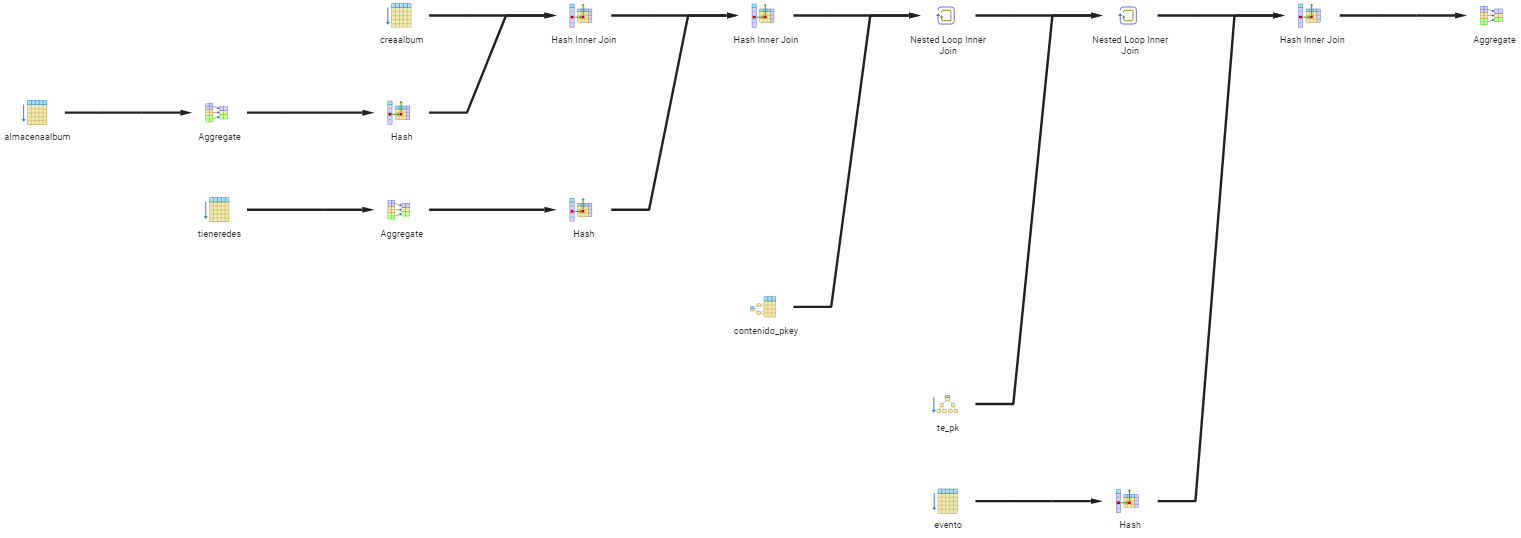 creaalbum
Hash Inner Join
Hash Inner Join
Nested Loop Inner
Join
Nested Loop Inner
Join
Hash Inner Join
Aggregate
almacenaalbum
Aggregate
Hash
tieneredes
Aggregate
Hash
contenido_pkey
te_pk
evento
Hash